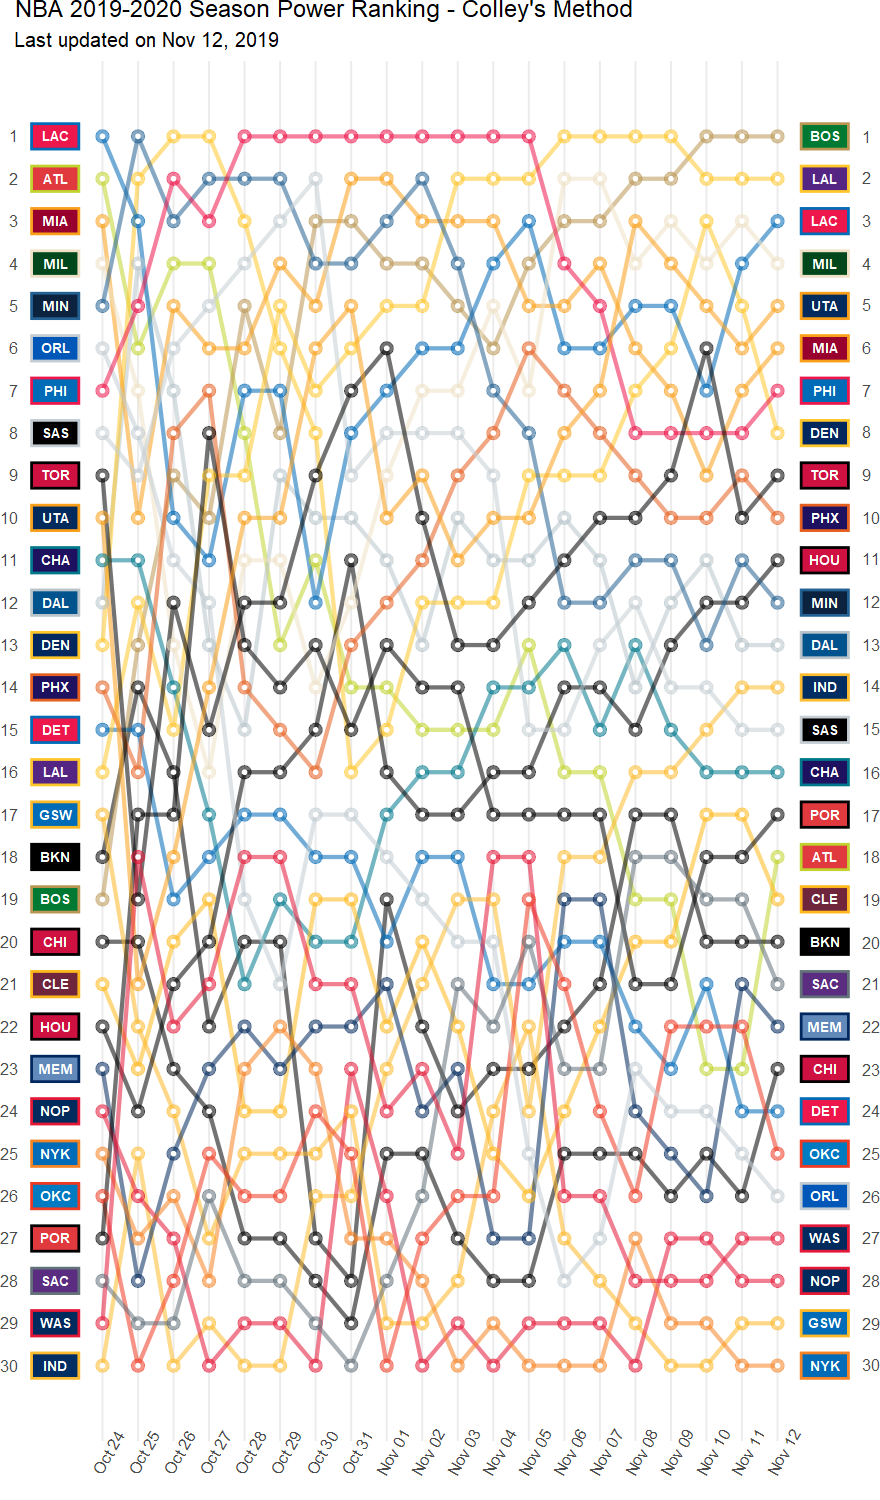 NBA 2019-2020 Season Power Ranking - Colley's Method
Last updated on Nov 12, 2019
1 LAC BOS 1
2 ATL LAL 2
3 MIA LAC 3
4 MIL MIL 4
5 MIN UTA 5
6 ORL MIA 6
7 PHI PHI 7
8 SAS DEN 8
9 TOR TOR 9
10 UTA PHX 10
11 CHA HOU 11
12 DAL MIN 12
13 DEN DAL 13
14 PHX IND 14
15 DET SAS 15
16 LAL CHA 16
17 GSW POR 17
18 BKN ATL 18
19 BOS CLE 19
20 CHI BKN 20
21 CLE SAC 21
22 HOU MEM 22
23 MEM CHI 23
24 NOP DET 24
25 NYK OKC 25
26 OKC ORL 26
27 POR WAS 27
28 SAC NOP 28
29 WAS GSW 29
30 IND NYK 30
Oct 24 Oct 25 Oct 26 Oct 27 Oct 28 Oct 29 Oct 30 Oct 31 Nov 01 Nov 02 Nov 03 Nov 04 Nov 05 Nov 06 Nov 07 Nov 08 Nov 09 Nov 10 Nov 11 Nov 12